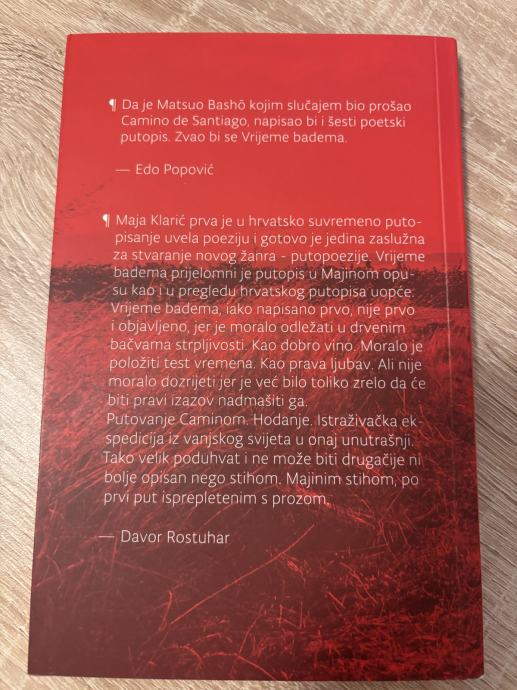 ¶ Da je Matsuo Bashō kojim slučajem bio prošao
Camino de Santiago, napisao bi i šesti poetski
putopis. Zvao bi se Vrijeme badema.
— Edo Popović
¶ Maja Klarić prva je u hrvatsko suvremeno puto-
pisanje uvela poeziju i gotovo je jedina zaslužna
za stvaranje novog žanra - putopoezije. Vrijeme
badema prijelomni je putopis u Majinom opu-
su kao i u pregledu hrvatskog putopisa uopće.
Vrijeme badema, iako napisano prvo, nije prvo
i objavljeno, jer je moralo odležati u drvenim
bačvama strpljivosti. Kao dobro vino. Moralo je
položiti test vremena. Kao prava ljubav. Ali nije
moralo dozrijeti jer je već bilo toliko zrelo da će
biti pravi izazov nadmašiti ga.
Putovanje Caminom. Hodanje. Istraživačka ek-
spedicija iz vanjskog svijeta u onaj unutrašnji.
Tako velik poduhvat i ne može biti drugačije ni
bolje opisan nego stihom. Majinim stihom, po
prvi put isprepletenim s prozom.
— Davor Rostuhar